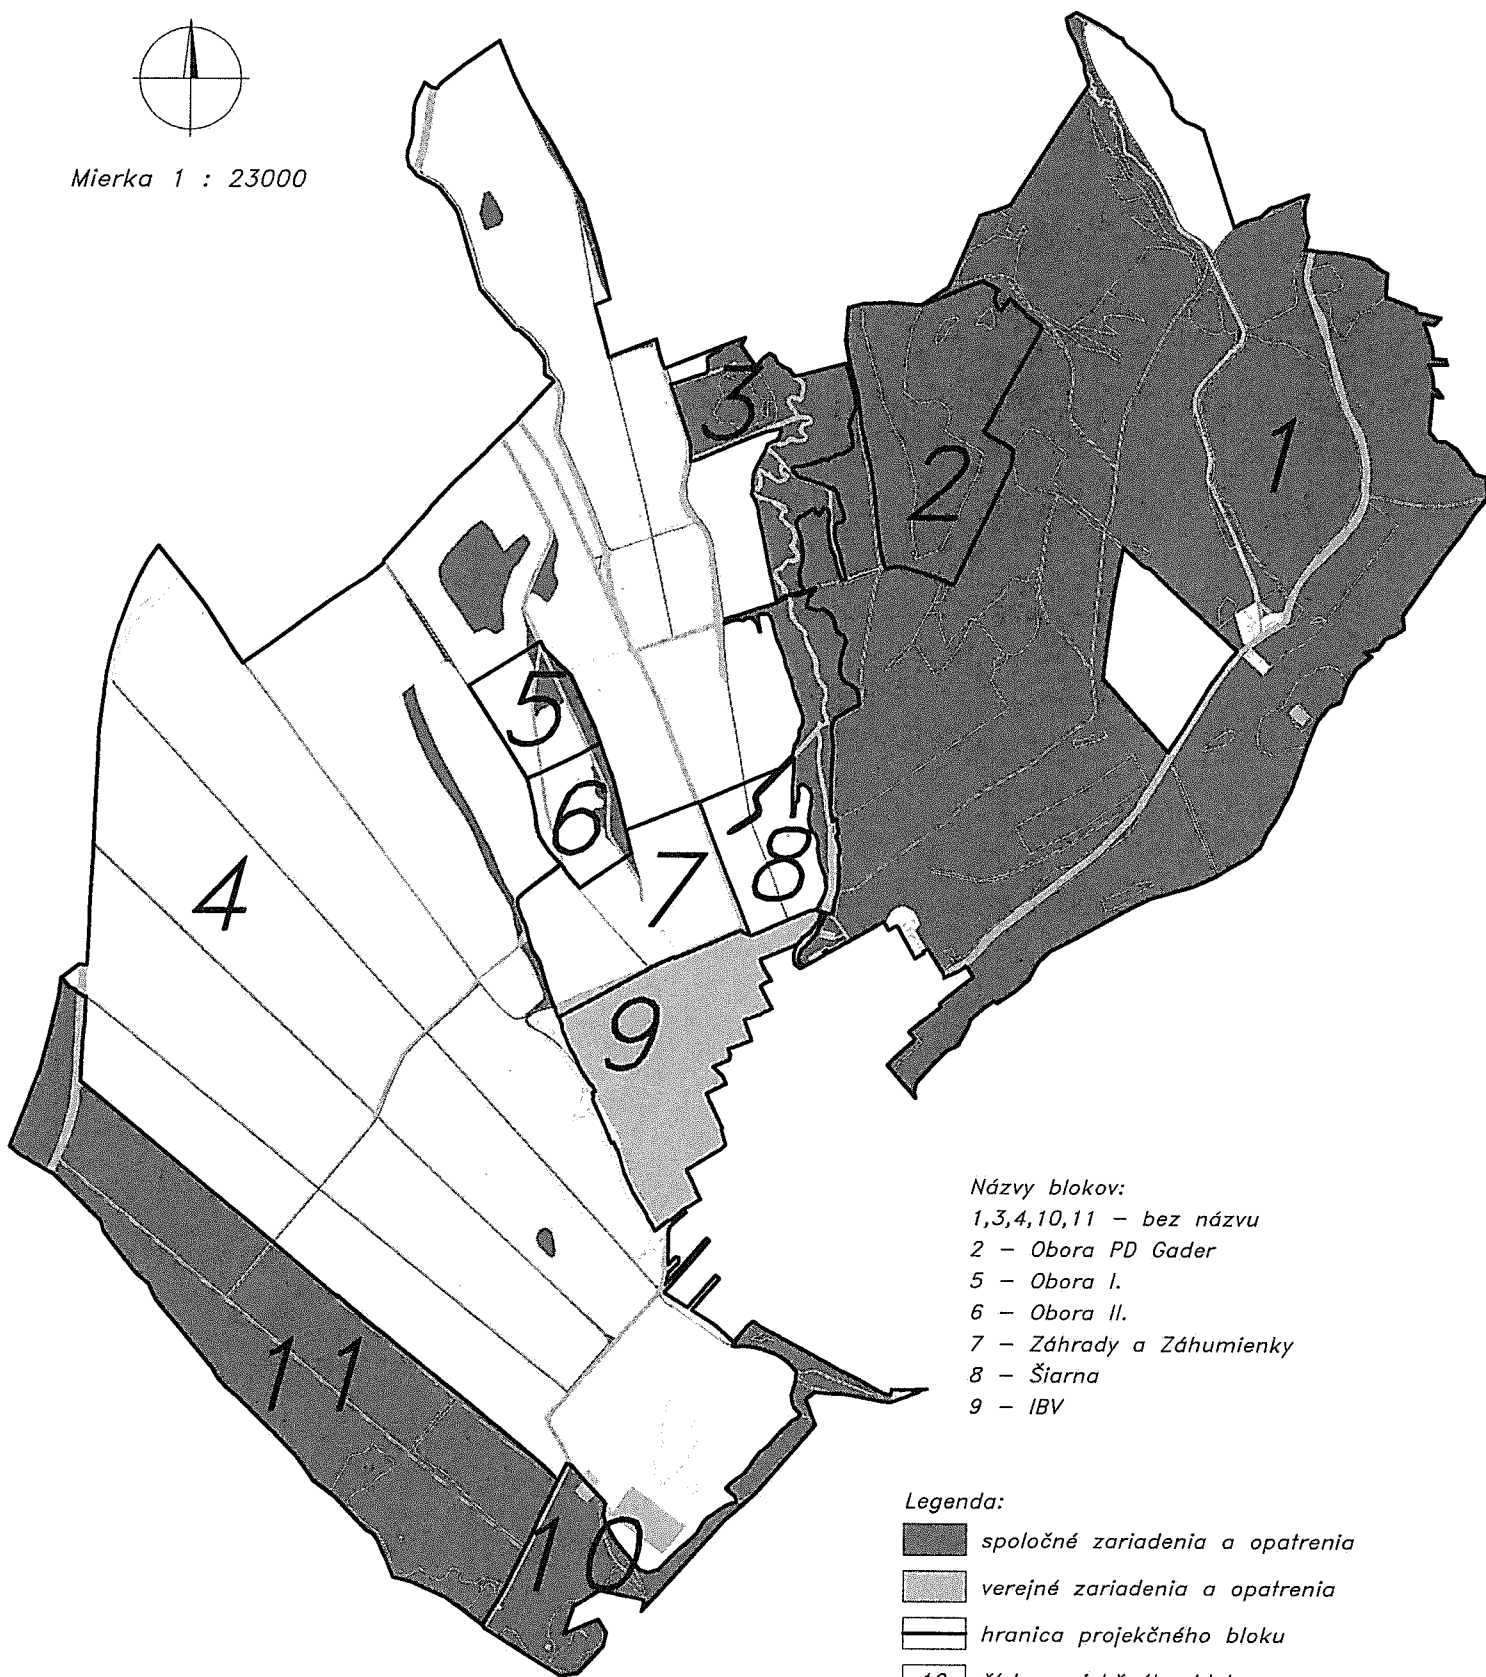 Mierka 1 : 23000
3
1
2
5
6
4
7
8
9
Názvy blokov:
1,3,4,10,11 – bez názvu
2 – Obora PD Gader
5 – Obora I.
6 – Obora II.
7 – Záhrady a Záhumienky
8 – Šiarna
9 – IBV
11
10
Legenda:
spoločné zariadenia a opatrenia
verejné zariadenia a opatrenia
hranica projekčného bloku